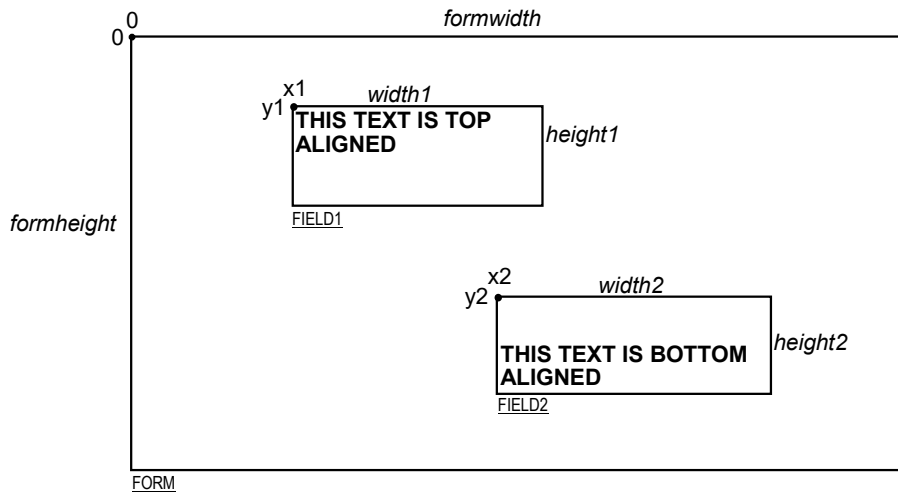 0
formwidth
0
x1
width1
y1
THIS TEXT IS TOP
ALIGNED
height1
FIELD1
formheight
x2
width2
y2
THIS TEXT IS BOTTOM
ALIGNED
height2
FIELD2
FORM